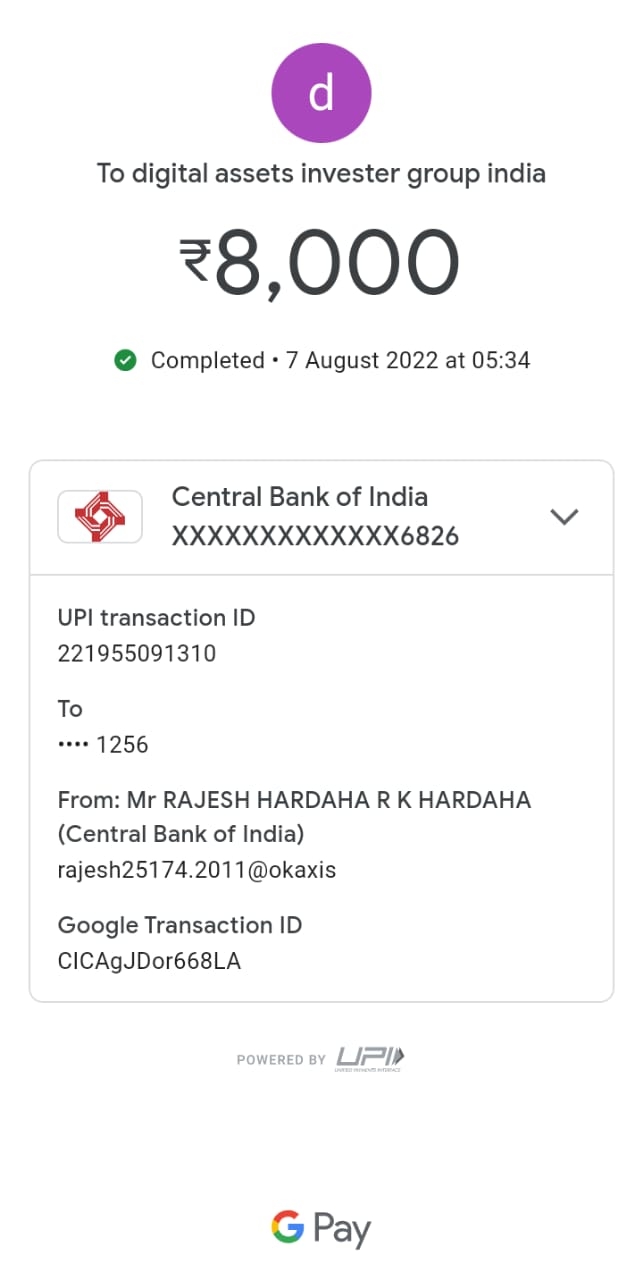 d
To digital assets invester group india
₹8,000
Completed • 7 August 2022 at 05:34
Central Bank of India
XXXXXXXXXXXXX6826
UPI transaction ID
221955091310
To
•••• 1256
From: Mr RAJESH HARDAHA R K HARDAHA
(Central Bank of India)
rajesh25174.2011@okaxis
Google Transaction ID
CICAgJDor668LA
POWERED BY UPI
UNIFIED PAYMENTS INTERFACE
G Pay